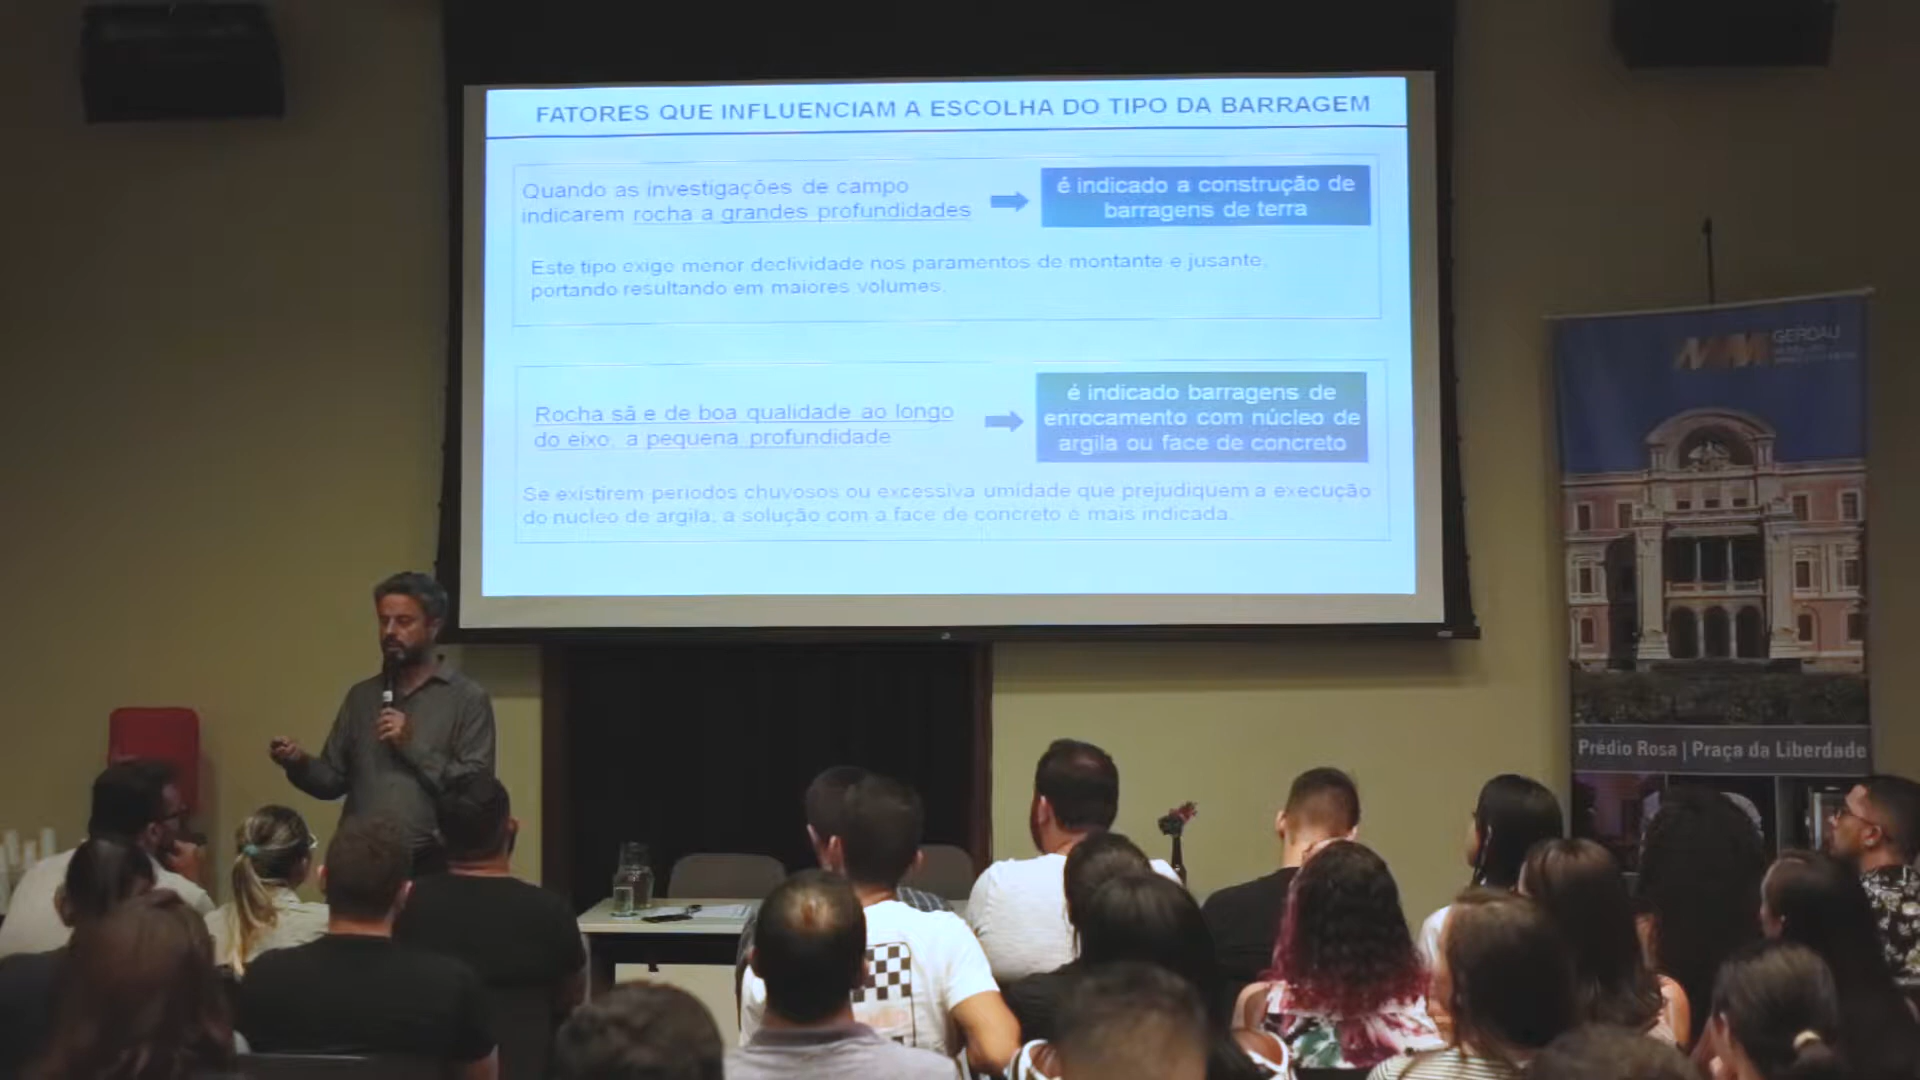 FATORES QUE INFLUENCIAM A ESCOLHA DO TIPO DA BARRAGEM
Quando as investigações de campo
indicarem rocha a grandes profundidades
é indicado a construção de
barragens de terra
Este tipo exige menor declividade nos paramentos de montante e jusante,
portando resultando em maiores volumes.
Rocha sã e de boa qualidade ao longo
do eixo, a pequena profundidade
é indicado barragens de
enrocamento com núcleo de
argila ou face de concreto
Se existirem períodos chuvosos ou excessiva umidade que prejudiquem a execução
do nucleo de argila, a solução com a face de concreto é mais indicada.
MM GERDAU
Prédio Rosa | Praça da Liberdade